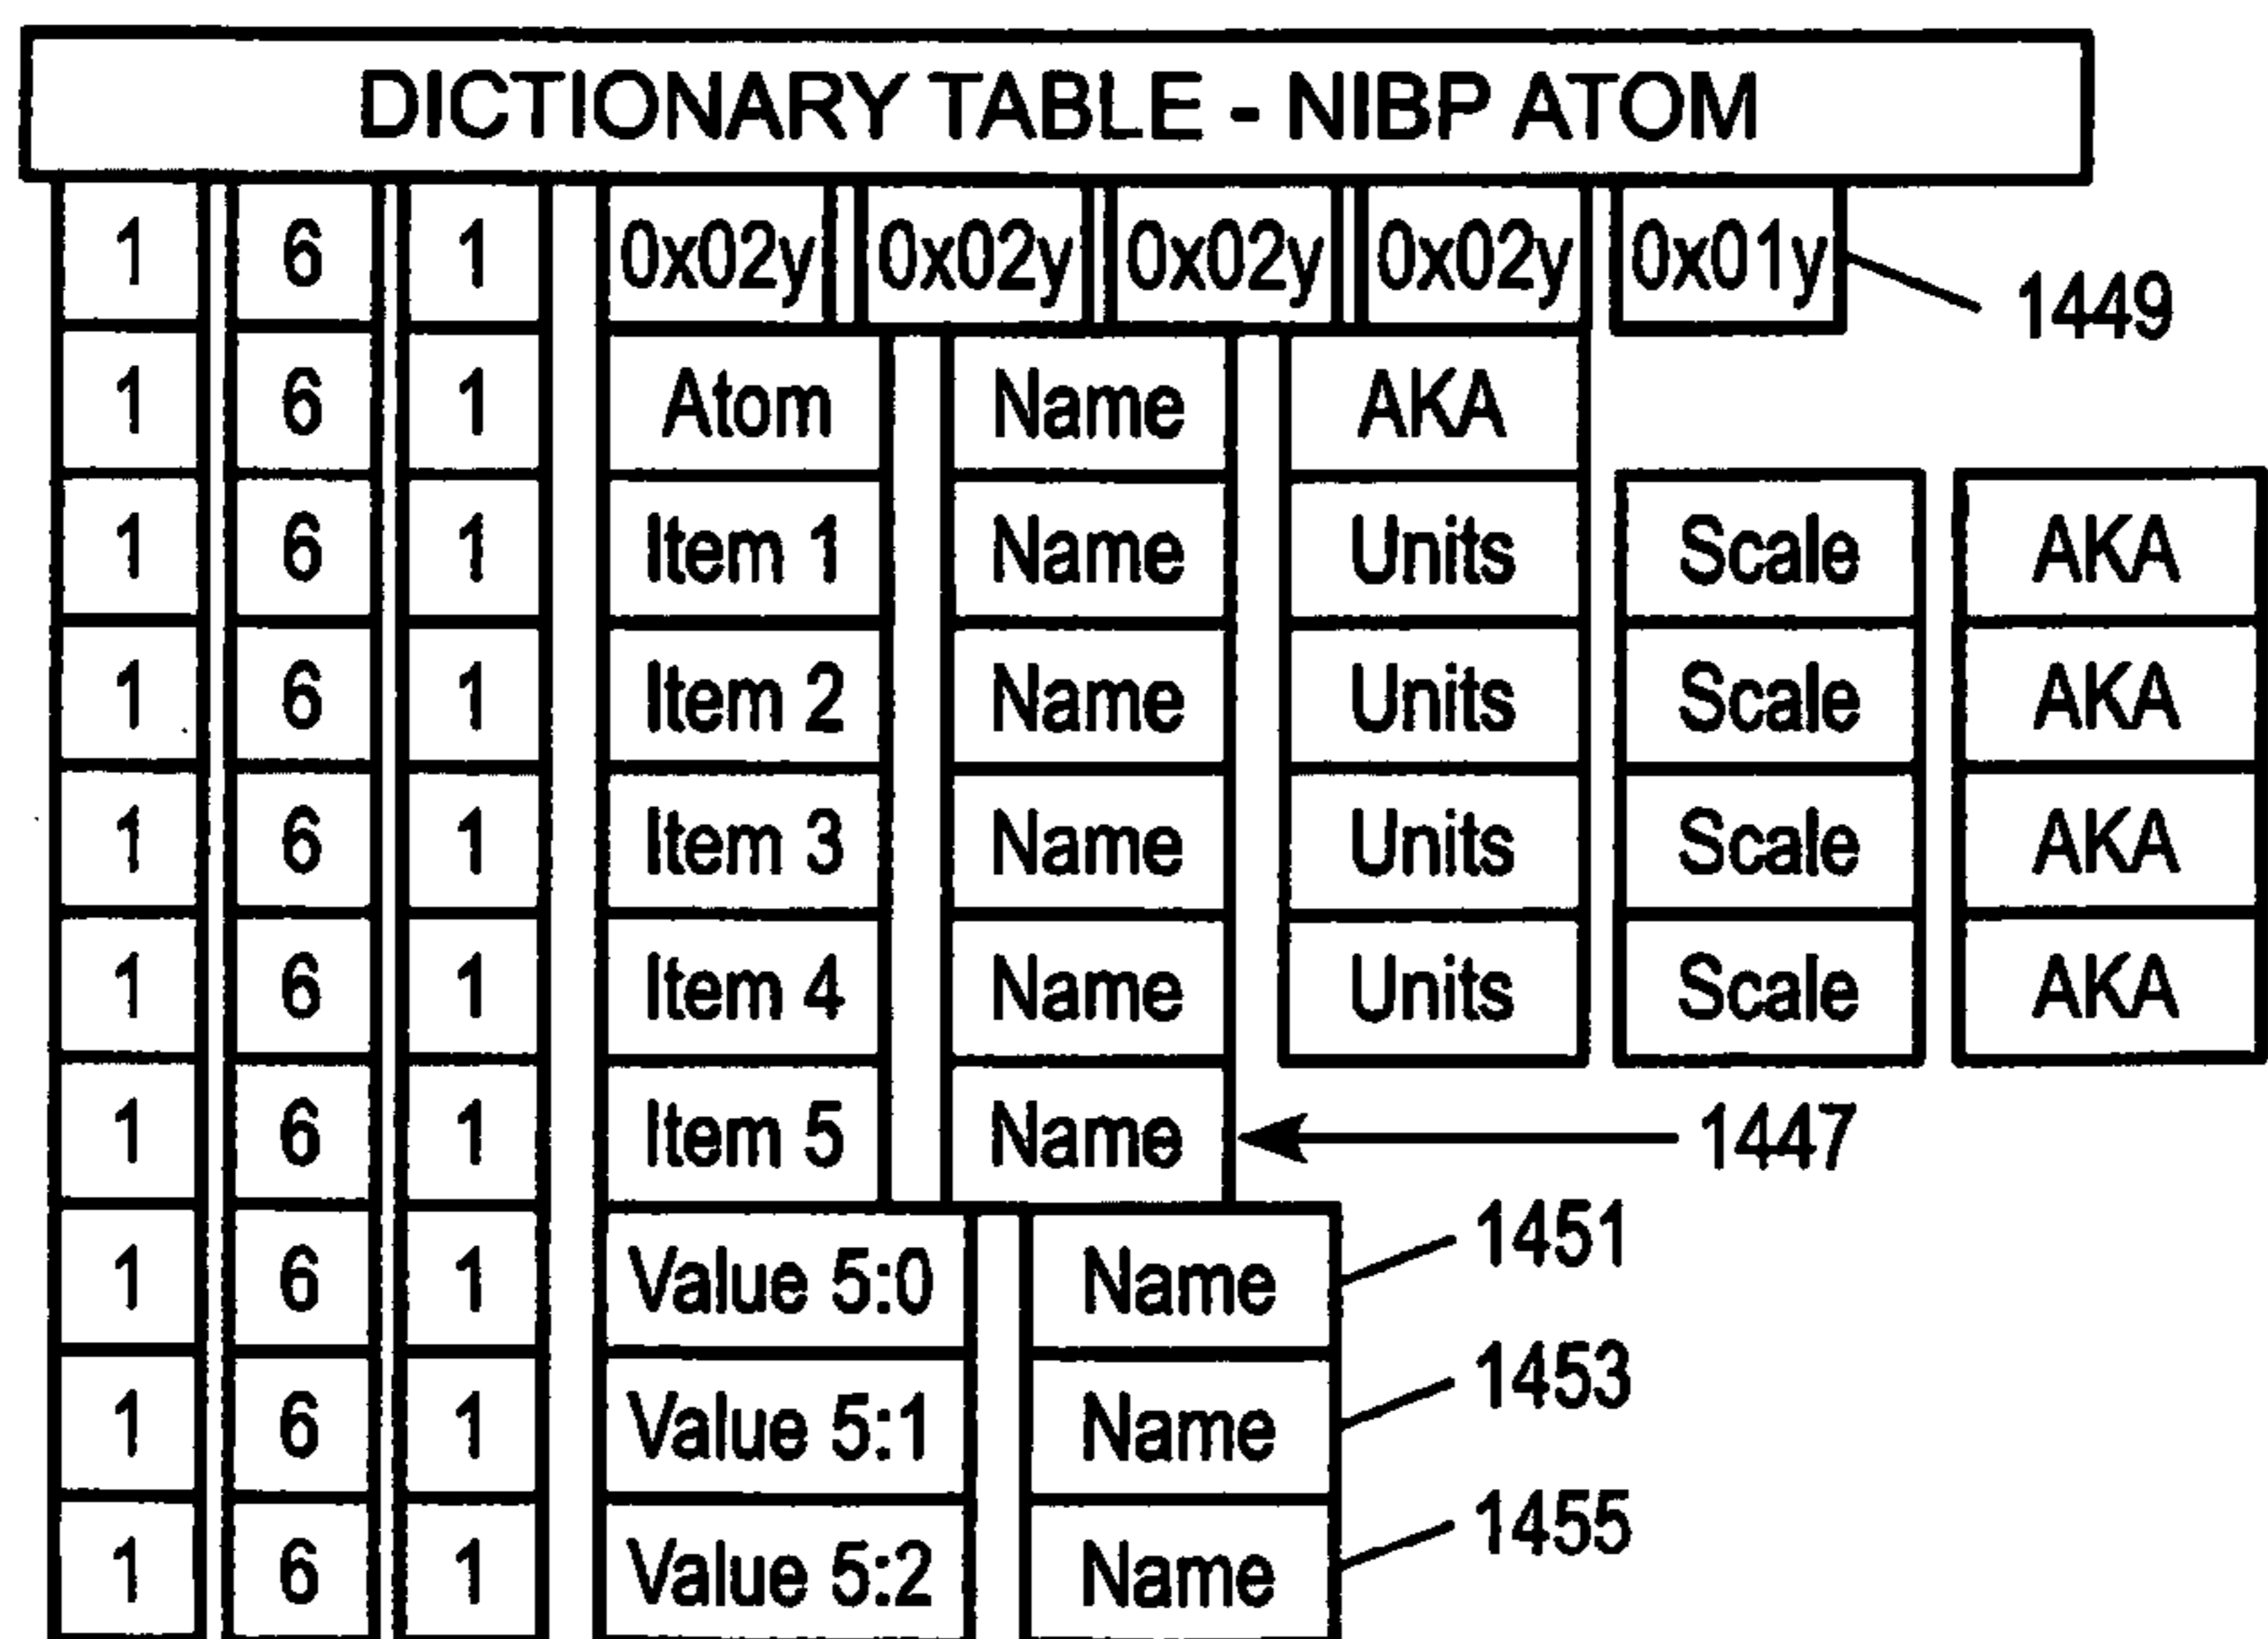 DICTIONARY TABLE - NIBP ATOM
1 6 1 0x02y 0x02y 0x02y 0x02y 0x01y 1449
1 6 1 Atom Name AKA
1 6 1 Item 1 Name Units Scale AKA
1 6 1 Item 2 Name Units Scale AKA
1 6 1 Item 3 Name Units Scale AKA
1 6 1 Item 4 Name Units Scale AKA
1 6 1 Item 5 Name 1447
1 6 1 Value 5:0 Name 1451
1 6 1 Value 5:1 Name 1453
1 6 1 Value 5:2 Name 1455